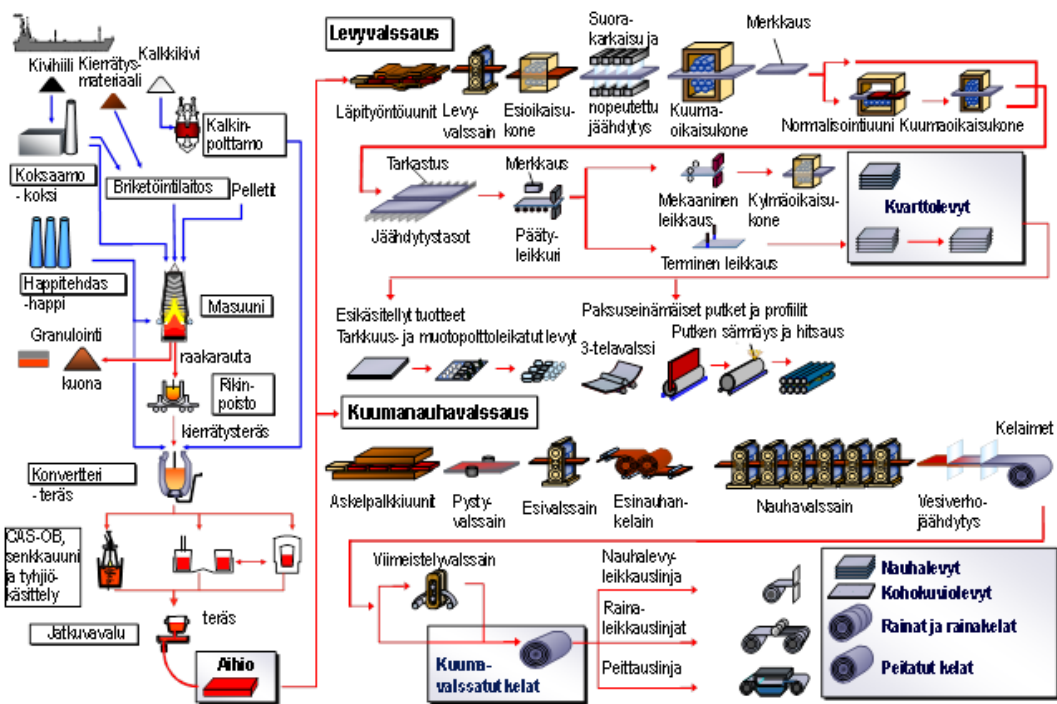 Kivihiili
Kierrätys-
materiaali
Kalkkikivi
Kalkin-
polttamo
Koksaamo
- koksi
Briketöintilaitos
Pelletit
Happitehdas
-happi
Masuuni
Granulointi
kuona
raakarauta
Rikin-
poisto
kierrätysteräs
Konvertteri
- teräs
CAS-OB,
senkkauuni
ja tyhjiö-
käsittely
Jatkuvavalu
teräs
Aihio
Levyvalssaus
Läpityöntöuunit
Levy-
valssain
Esioikaisu-
kone
Suora-
karkaisu ja
nopeutettu
jäähdytys
Kuuma-
oikaisukone
Merkkaus
Normalisointiuuni
Kuumaoikaisukone
Tarkastus
Jäähdytystasot
Merkkaus
Pääty-
leikkuri
Mekaaninen
leikkaus
Kylmäoikaisu-
kone
Terminen leikkaus
Kvarttolevyt
Esikäsitellyt tuotteet
Tarkkuus- ja muotopolttoleikatut levyt
Paksuseinämäiset putket ja profiilit
Putken särmäys ja hitsaus
3-telavalssi
Kuumanauhavalssaus
Askelpalkkiuunit
Pysty-
valssain
Esivalssain
Esinauhan-
kelain
Nauhavalssain
Vesiverho-
jäähdytys
Kelaimet
Viimeistelyvalssain
Kuuma-
valssatut kelat
Nauhalevy-
leikkauslinja
Raina-
leikkauslinjat
Peittauslinja
Nauhalevyt
Kohokuviolevyt
Rainat ja rainakelat
Peitatut kelat